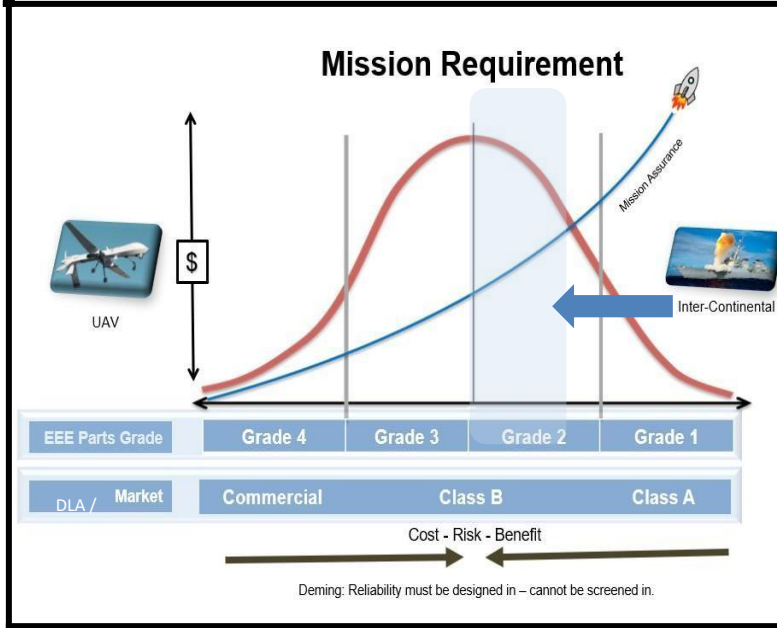 Mission Requirement
Mission Assurance
$
UAV
Inter-Continental
EEE Parts Grade
Grade 4
Grade 3
Grade 2
Grade 1
DLA / Market
Commercial
Class B
Class A
Cost - Risk - Benefit
Deming: Reliability must be designed in – cannot be screened in.